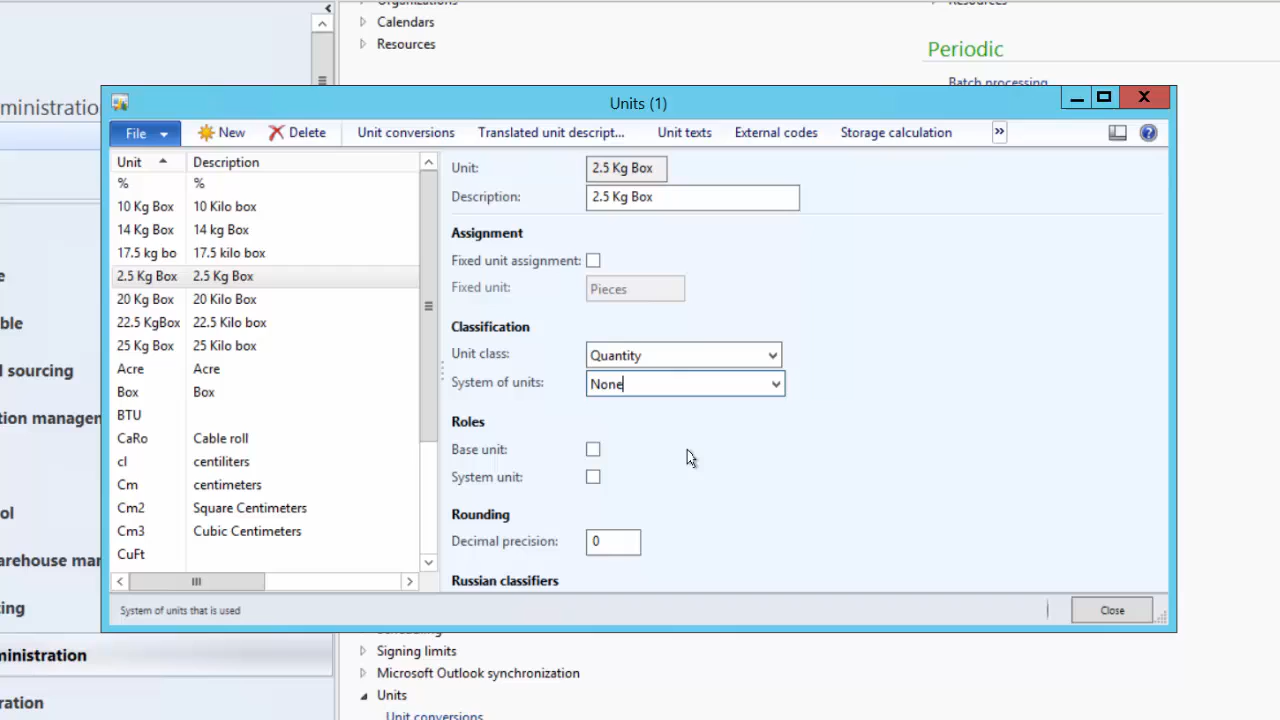 Calendars
Resources
Periodic
Batch processing
ministratio
Units (1)
File New Delete Unit conversions Translated unit descript... Unit texts External codes Storage calculation »
Unit Description
% %
10 Kg Box 10 Kilo box
14 Kg Box 14 kg Box
17.5 kg bo 17.5 kilo box
2.5 Kg Box 2.5 Kg Box
20 Kg Box 20 Kilo Box
22.5 KgBox 22.5 Kilo box
25 Kg Box 25 Kilo box
Acre Acre
Box Box
BTU
CaRo Cable roll
cl centiliters
Cm centimeters
Cm2 Square Centimeters
Cm3 Cubic Centimeters
CuFt
Unit: 2.5 Kg Box
Description: 2.5 Kg Box
Assignment
Fixed unit assignment:
Fixed unit: Pieces
Classification
Unit class: Quantity
System of units: None
Roles
Base unit:
System unit:
Rounding
Decimal precision: 0
Russian classifiers
System of units that is used
Close
e
ble
l sourcing
tion manage
ol
arehouse mar
ing
ministration
ration
Signing limits
Microsoft Outlook synchronization
Units
Unit conversions